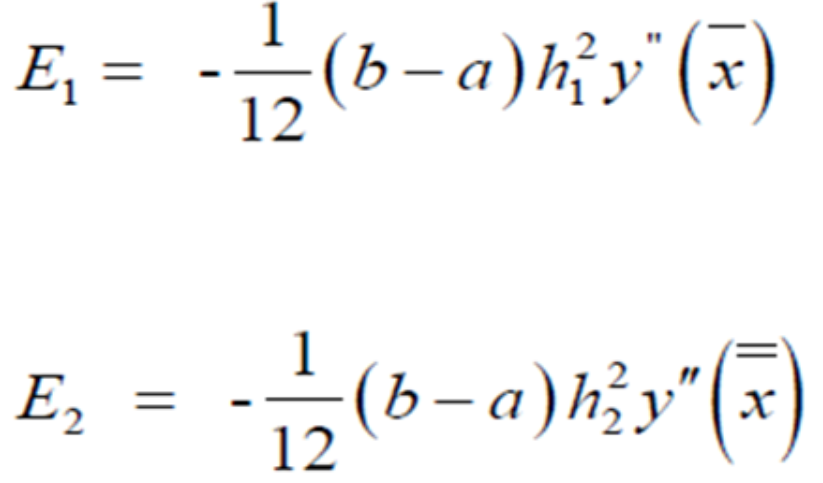 E₁ = -1/12 (b – a) h₁² y" (x̄)
E₂ = -1/12 (b – a) h₂² y″ (x̿)